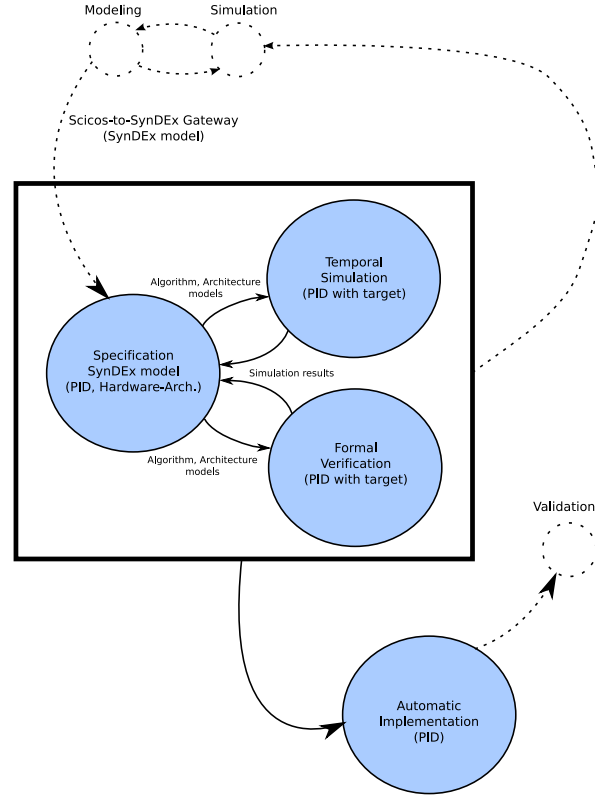 Modeling
Simulation
Scicos-to-SynDEx Gateway
(SynDEx model)
Temporal
Simulation
(PID with target)
Algorithm, Architecture
models
Specification
SynDEx model
(PID, Hardware-Arch.)
Simulation results
Formal
Verification
(PID with target)
Algorithm, Architecture
models
Validation
Automatic
Implementation
(PID)